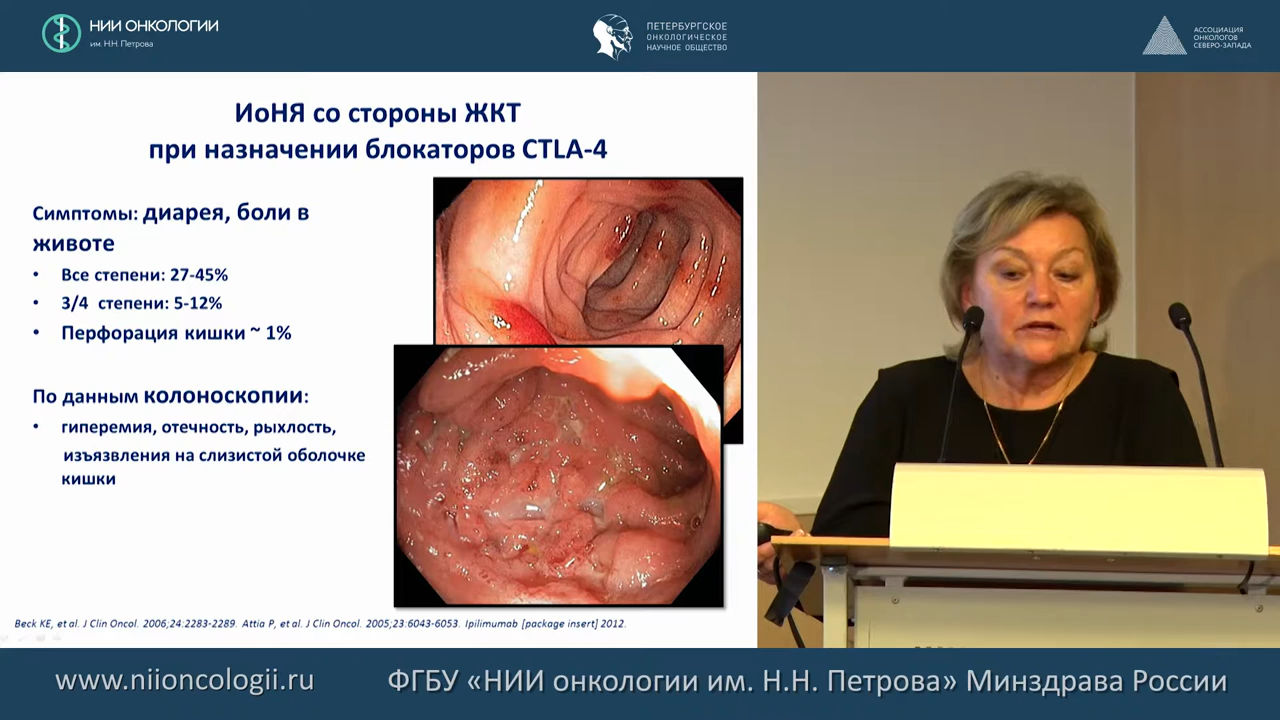 НИИ ОНКОЛОГИИ
им. Н.Н. Петрова
ПЕТЕРБУРГСКОЕ
ОНКОЛОГИЧЕСКОЕ
НАУЧНОЕ ОБЩЕСТВО
АССОЦИАЦИЯ
ОНКОЛОГОВ
СЕВЕРО-ЗАПАДА
ИоНЯ со стороны ЖКТ
при назначении блокаторов CTLA-4
Симптомы: диарея, боли в
животе
• Все степени: 27-45%
• 3/4 степени: 5-12%
• Перфорация кишки ~ 1%
По данным колоноскопии:
• гиперемия, отечность, рыхлость,
изъязвления на слизистой оболочке
кишки
Beck KE, et al. J Clin Oncol. 2006;24:2283-2289. Attia P, et al. J Clin Oncol. 2005;23:6043-6053. Ipilimumab [package insert] 2012.
www.niioncologii.ru
ФГБУ «НИИ онкологии им. Н.Н. Петрова» Минздрава России